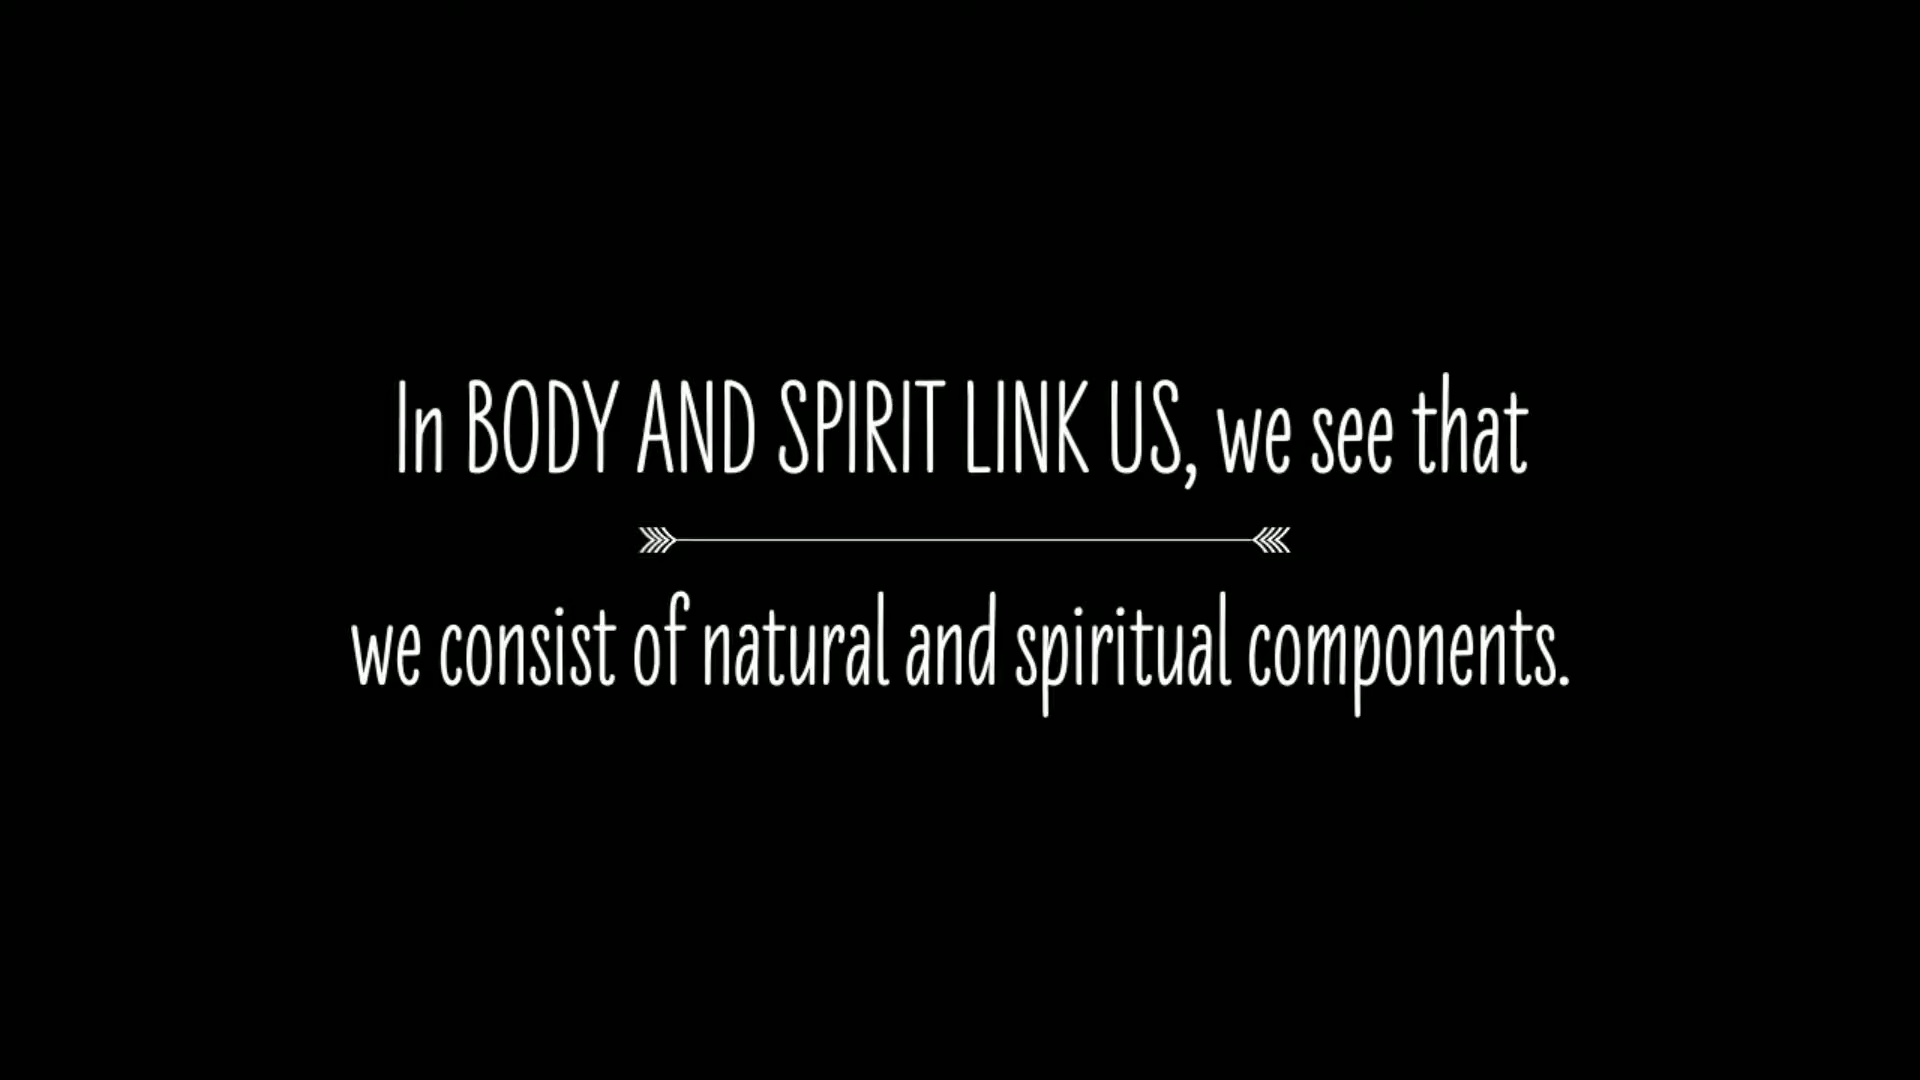 In BODY AND SPIRIT LINK US, we see that
we consist of natural and spiritual components.